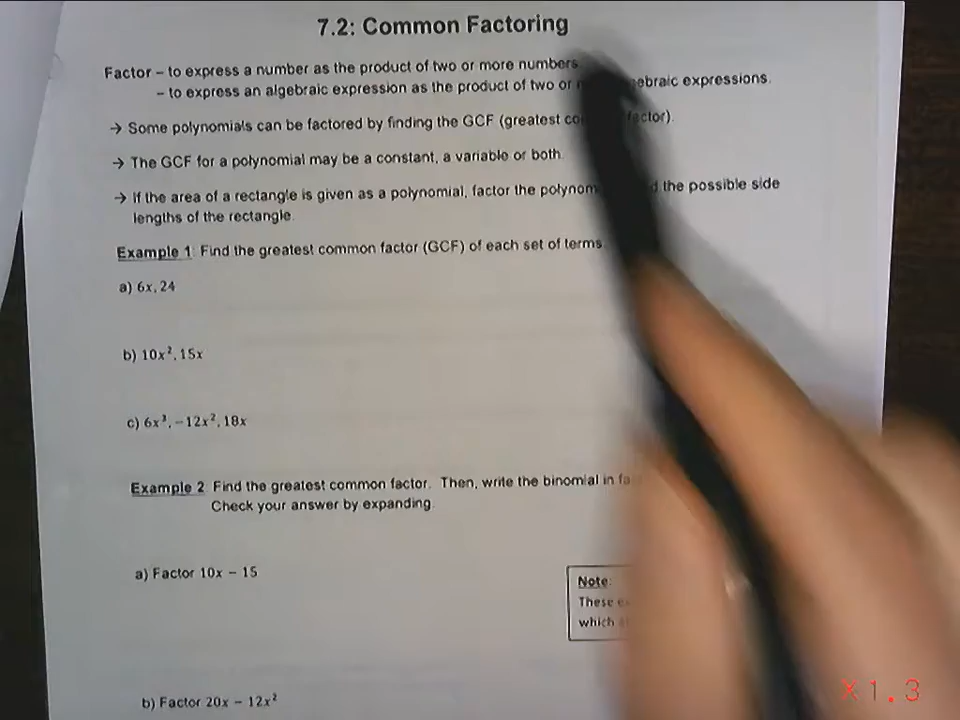 7.2: Common Factoring
Factor – to express a number as the product of two or more numbers
– to express an algebraic expression as the product of two or expressions.
→ Some polynomials can be factored by finding the GCF (greatest
→ The GCF for a polynomial may be a constant, a variable or both.
→ If the area of a rectangle is given as a polynomial, factor the the possible side
lengths of the rectangle.
Example 1: Find the greatest common factor (GCF) of each set of terms.
a) 6x, 24
b) 10x², 15x
c) 6x³, −12x², 18x
Example 2: Find the greatest common factor. Then, write the binomial in
Check your answer by expanding.
a) Factor 10x − 15
Note:
These
which
b) Factor 20x − 12x²
X1.3